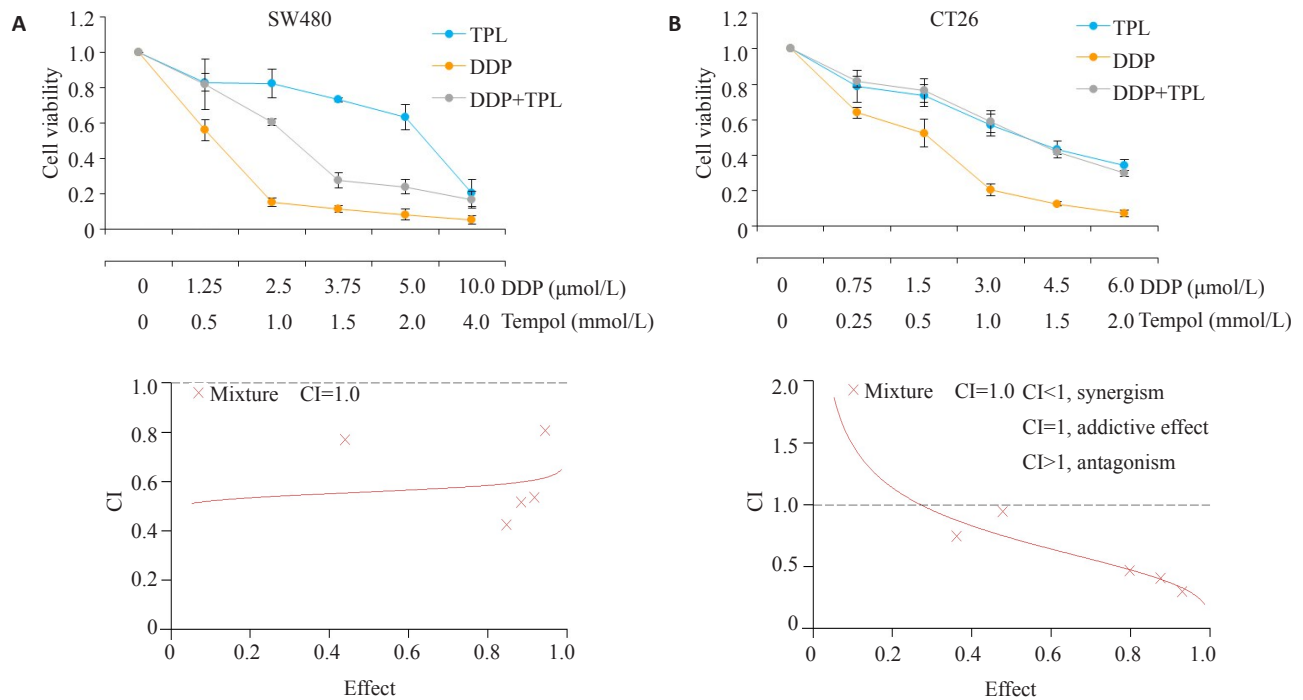 A
SW480
1.2
1.0
0.8
0.6
0.4
0.2
0
Cell viability
TPL
DDP
DDP+TPL
0 1.25 2.5 3.75 5.0 10.0 DDP (μmol/L)
0 0.5 1.0 1.5 2.0 4.0 Tempol (mmol/L)
B
CT26
1.2
1.0
0.8
0.6
0.4
0.2
0
Cell viability
TPL
DDP
DDP+TPL
0 0.75 1.5 3.0 4.5 6.0 DDP (μmol/L)
0 0.25 0.5 1.0 1.5 2.0 Tempol (mmol/L)
1.0
0.8
0.6
0.4
0.2
0
CI
Mixture CI=1.0
0 0.2 0.4 0.6 0.8 1.0
Effect
2.0
1.5
1.0
0.5
0
CI
Mixture CI=1.0 CI<1, synergism
CI=1, addictive effect
CI>1, antagonism
0 0.2 0.4 0.6 0.8 1.0
Effect